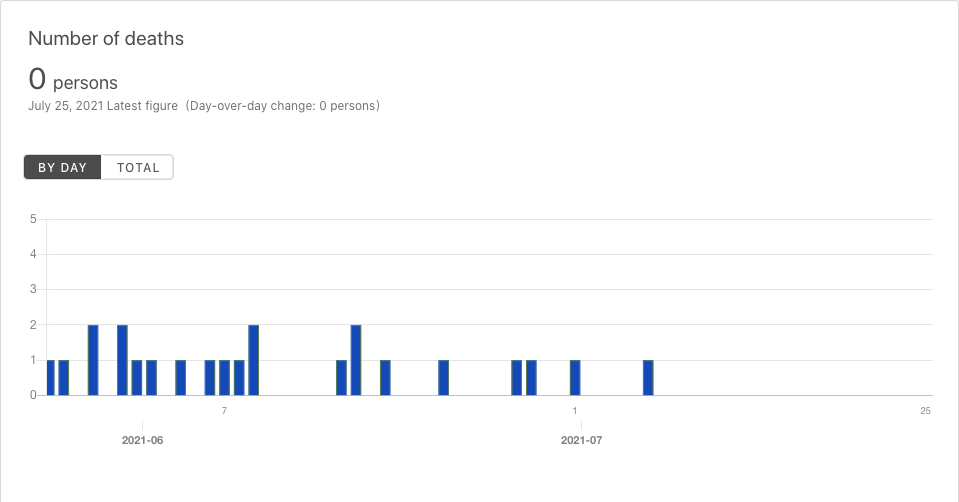 Number of deaths
0 persons
July 25, 2021 Latest figure (Day-over-day change: 0 persons)
BY DAY TOTAL
5
4
3
2
1
0
7 1 25
2021-06 2021-07